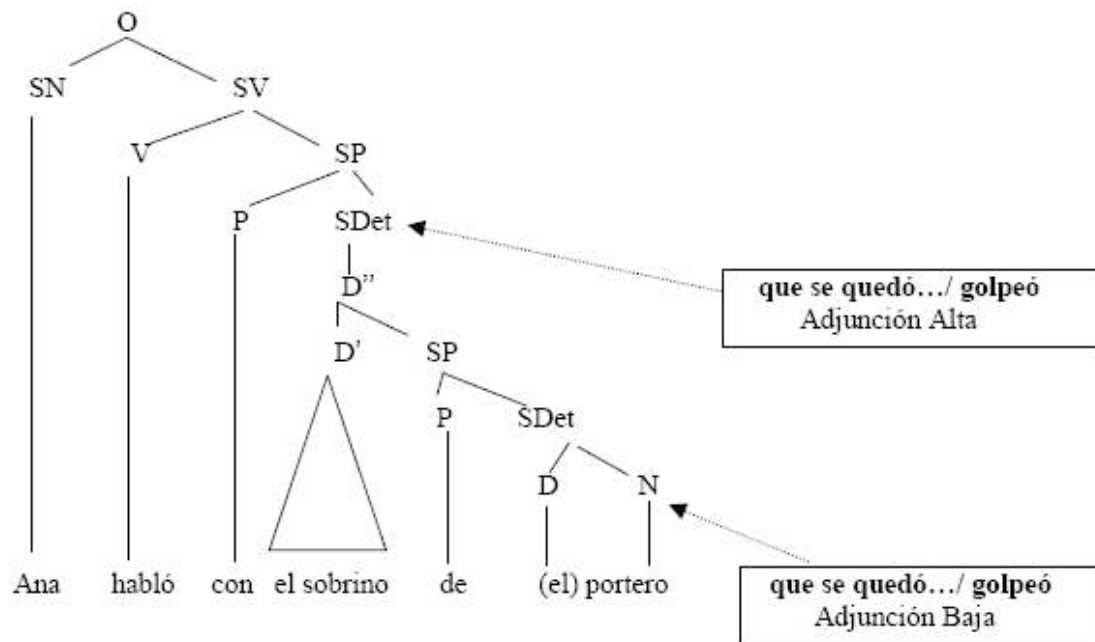 O
SN SV
V SP
P SDet
D”
D’ SP
P SDet
D N
Ana habló con el sobrino de (el) portero
que se quedó…/ golpeó
Adjunción Alta
que se quedó…/ golpeó
Adjunción Baja